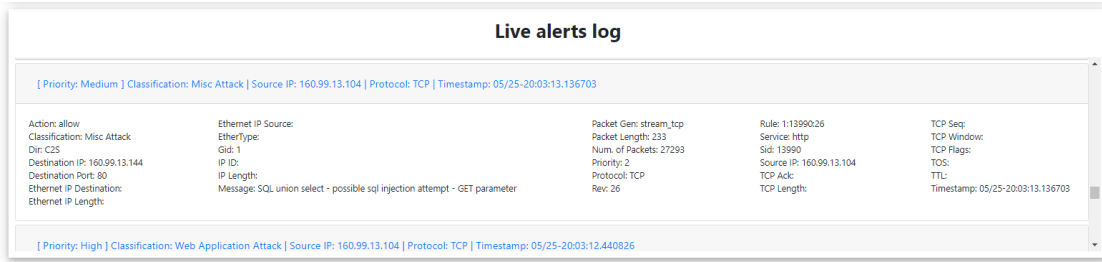 Live alerts log
[ Priority: Medium ] Classification: Misc Attack | Source IP: 160.99.13.104 | Protocol: TCP | Timestamp: 05/25-20:03:13.136703
Action: allow
Classification: Misc Attack
Dir: C2S
Destination IP: 160.99.13.144
Destination Port: 80
Ethernet IP Destination:
Ethernet IP Length:
Ethernet IP Source:
EtherType:
Gid: 1
IP ID:
IP Length:
Message: SQL union select - possible sql injection attempt - GET parameter
Packet Gen: stream_tcp
Packet Length: 233
Num. of Packets: 27293
Priority: 2
Protocol: TCP
Rev: 26
Rule: 1:13990:26
Service: http
Sid: 13990
Source IP: 160.99.13.104
TCP Ack:
TCP Length:
TCP Seq:
TCP Window:
TCP Flags:
TOS:
TTL:
Timestamp: 05/25-20:03:13.136703
[ Priority: High ] Classification: Web Application Attack | Source IP: 160.99.13.104 | Protocol: TCP | Timestamp: 05/25-20:03:12.440826